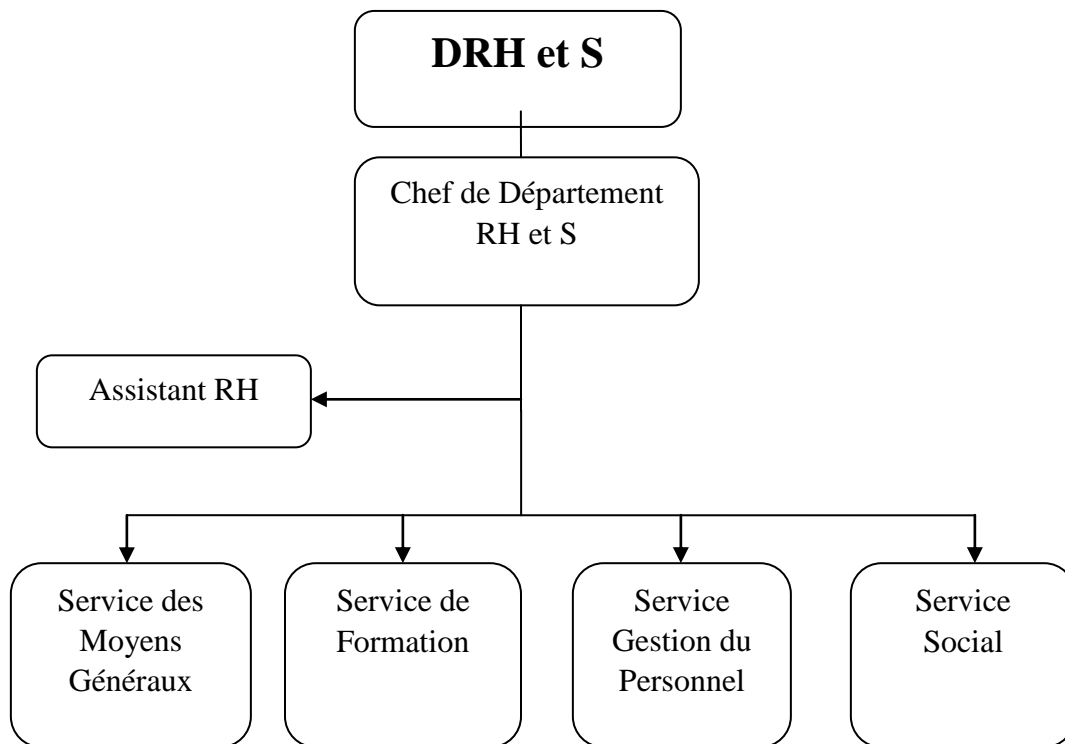 DRH et S
Chef de Département
RH et S
Assistant RH
Service des
Moyens
Généraux
Service de
Formation
Service
Gestion du
Personnel
Service
Social